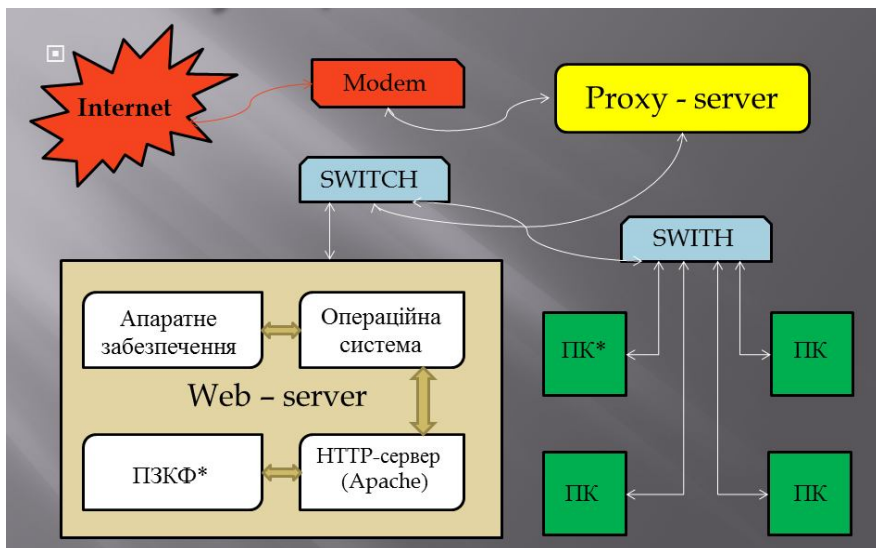 Internet
Modem
Proxy - server
SWITCH
SWITH
Апаратне
забезпечення
Операційна
система
Web – server
ПЗКФ*
HTTP-сервер
(Apache)
ПК*
ПК
ПК
ПК